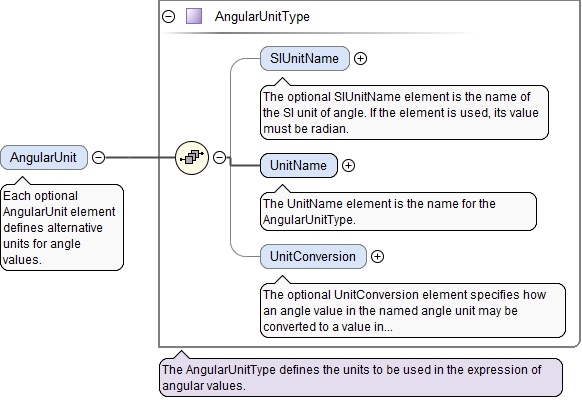 AngularUnitType
SIUnitName
The optional SIUnitName element is the name of
the SI unit of angle. If the element is used, its value
must be radian.
AngularUnit
Each optional
AngularUnit element
defines alternative
units for angle
values.
UnitName
The UnitName element is the name for the
AngularUnitType.
UnitConversion
The optional UnitConversion element specifies how
an angle value in the named angle unit may be
converted to a value in...
The AngularUnitType defines the units to be used in the expression of
angular values.